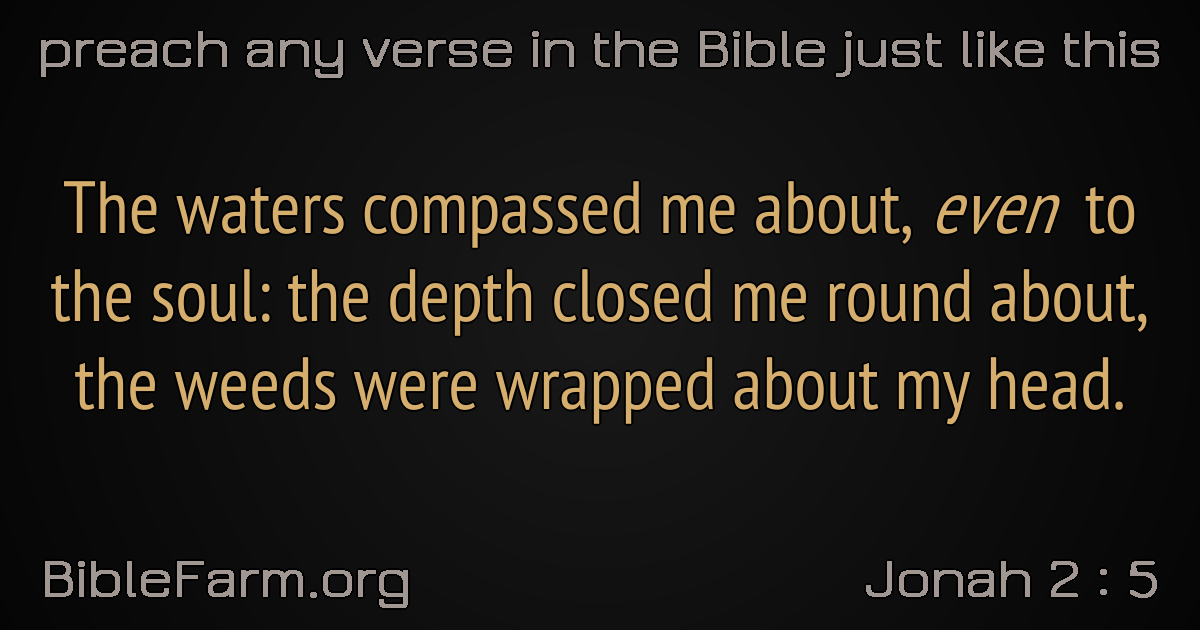 preach any verse in the Bible just like this
The waters compassed me about, even to
the soul: the depth closed me round about,
the weeds were wrapped about my head.
BibleFarm.org
Jonah 2 : 5